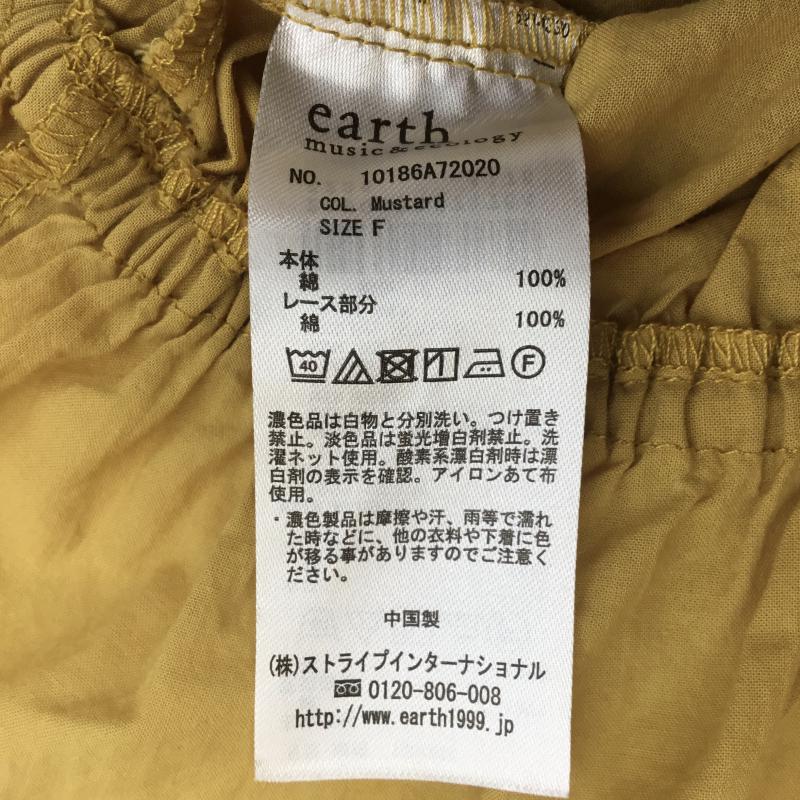 earth
music & ecology
NO. 10186A72020
COL. Mustard
SIZE F
本体
綿 100%
レース部分
綿 100%
40 F
濃色品は白物と分別洗い。つけ置き
禁止。淡色品は蛍光増白剤禁止。洗
濯ネット使用。酸素系漂白剤時は漂
白剤の表示を確認。アイロンあて布
使用。
・濃色製品は摩擦や汗、雨等で濡れ
た時などに、他の衣料や下着に色
が移る事がありますのでご注意く
ださい。
中国製
(株)ストライプインターナショナル
0120-806-008
http://www.earth1999.jp